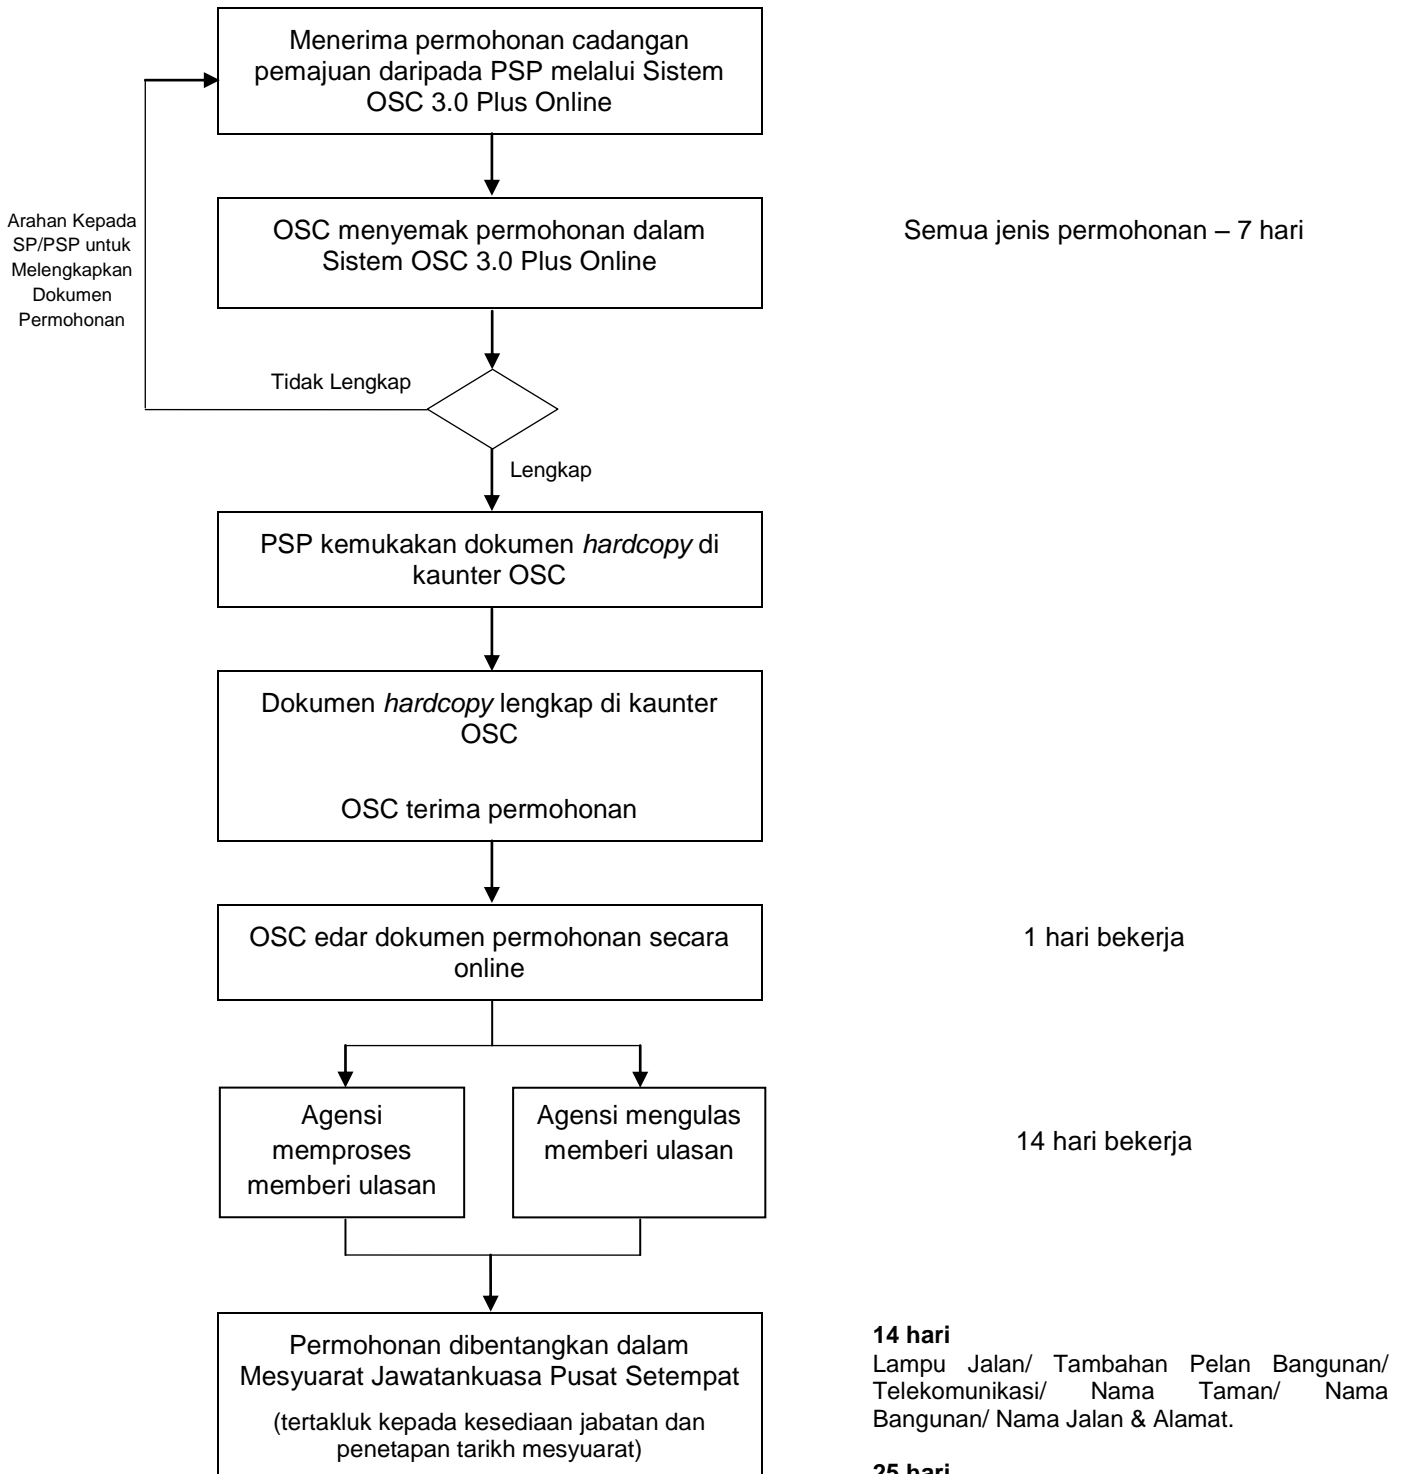 Menerima permohonan cadangan
pemajuan daripada PSP melalui Sistem
OSC 3.0 Plus Online
Arahan Kepada
SP/PSP untuk
Melengkapkan
Dokumen
Permohonan
OSC menyemak permohonan dalam
Sistem OSC 3.0 Plus Online
Semua jenis permohonan – 7 hari
Tidak Lengkap
Lengkap
PSP kemukakan dokumen hardcopy di
kaunter OSC
Dokumen hardcopy lengkap di kaunter
OSC
OSC terima permohonan
OSC edar dokumen permohonan secara
online
1 hari bekerja
Agensi
memproses
memberi ulasan
Agensi mengulas
memberi ulasan
14 hari bekerja
Permohonan dibentangkan dalam
Mesyuarat Jawatankuasa Pusat Setempat
(tertakluk kepada kesediaan jabatan dan
penetapan tarikh mesyuarat)
14 hari
Lampu Jalan/ Tambahan Pelan Bangunan/
Telekomunikasi/ Nama Taman/ Nama
Bangunan/ Nama Jalan & Alamat.
25 hari